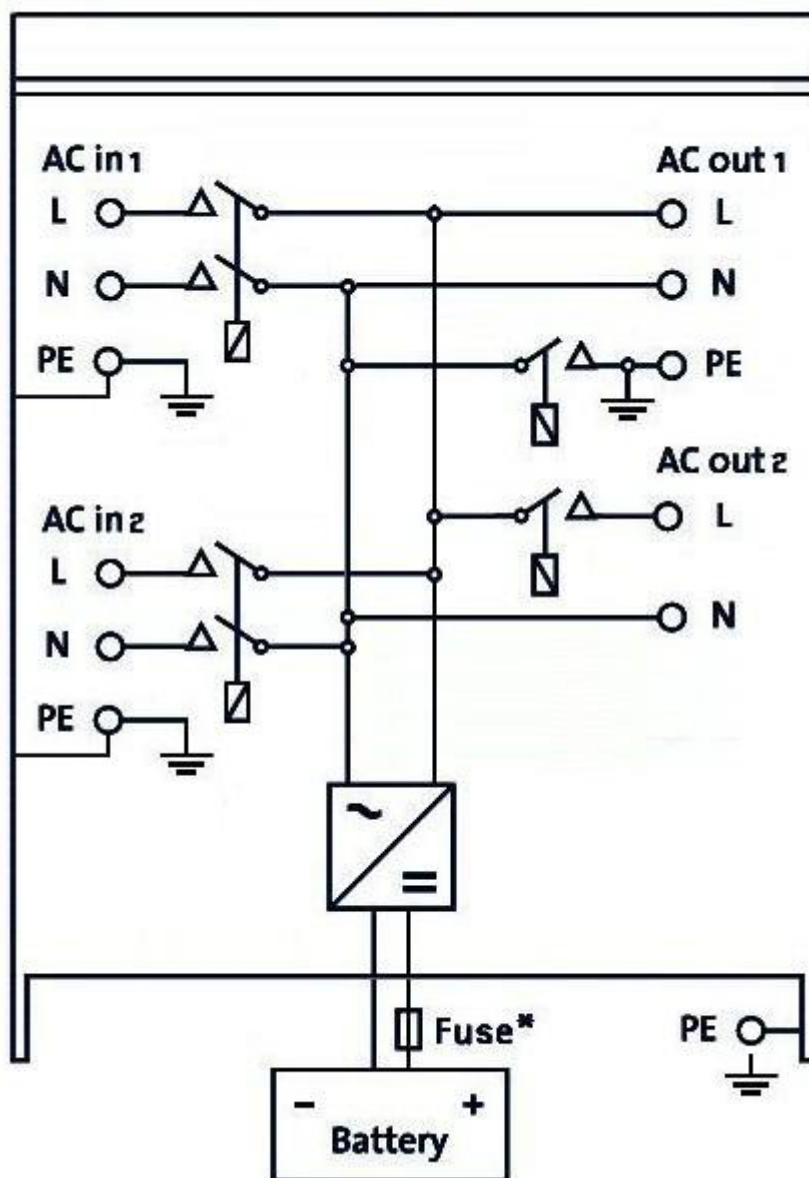 AC in 1
L
N
PE
AC out 1
L
N
PE
AC out 2
L
N
AC in 2
L
N
PE
~
=
Fuse*
PE
- +
Battery